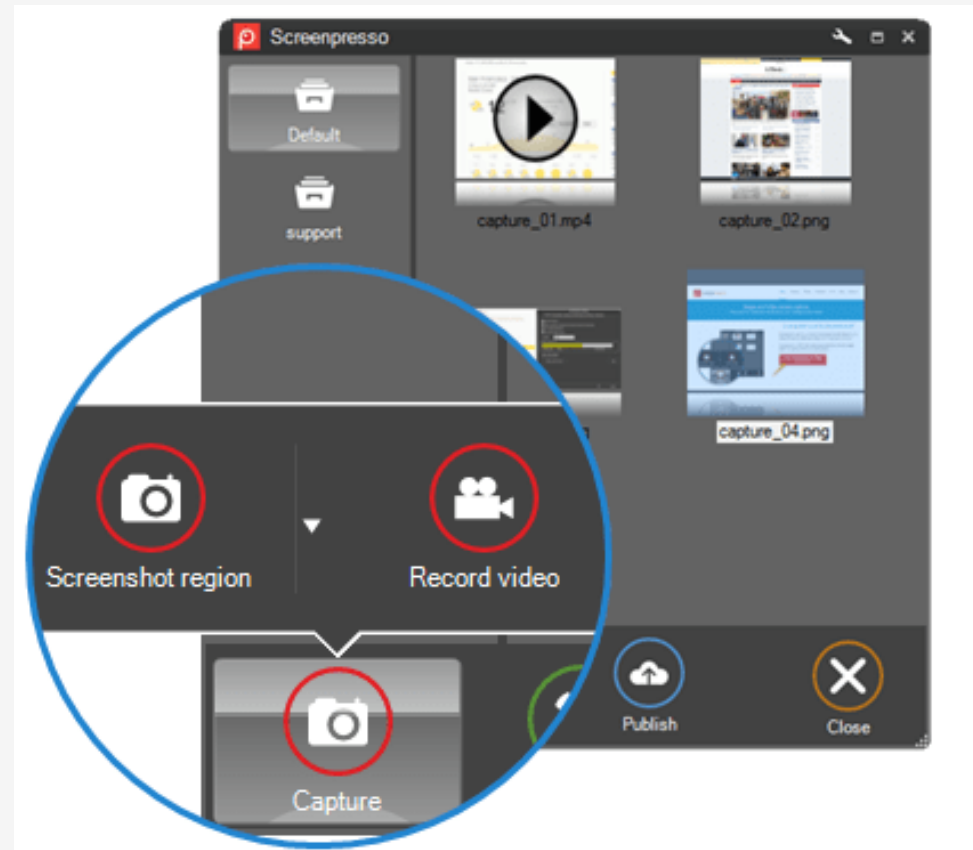 Screenpresso
Default
support
capture_01.mp4
capture_02.png
capture_04.png
Screenshot region
Record video
Capture
Publish
Close